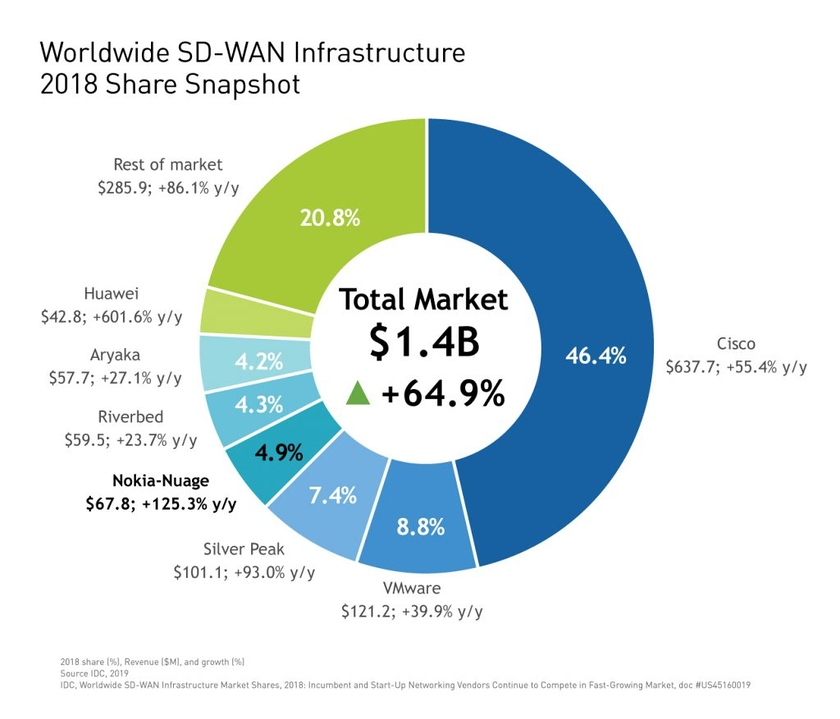 Worldwide SD-WAN Infrastructure
2018 Share Snapshot
Rest of market
$285.9; +86.1% y/y
20.8%
Huawei
$42.8; +601.6% y/y
Aryaka
$57.7; +27.1% y/y
4.2%
Riverbed
$59.5; +23.7% y/y
4.3%
Nokia-Nuage
$67.8; +125.3% y/y
4.9%
Silver Peak
$101.1; +93.0% y/y
7.4%
VMware
$121.2; +39.9% y/y
8.8%
Cisco
$637.7; +55.4% y/y
46.4%
Total Market
$1.4B
▲ +64.9%
2018 share (%), Revenue ($M), and growth (%)
Source IDC, 2019
IDC, Worldwide SD-WAN Infrastructure Market Shares, 2018: Incumbent and Start-Up Networking Vendors Continue to Compete in Fast-Growing Market, doc #US45160019